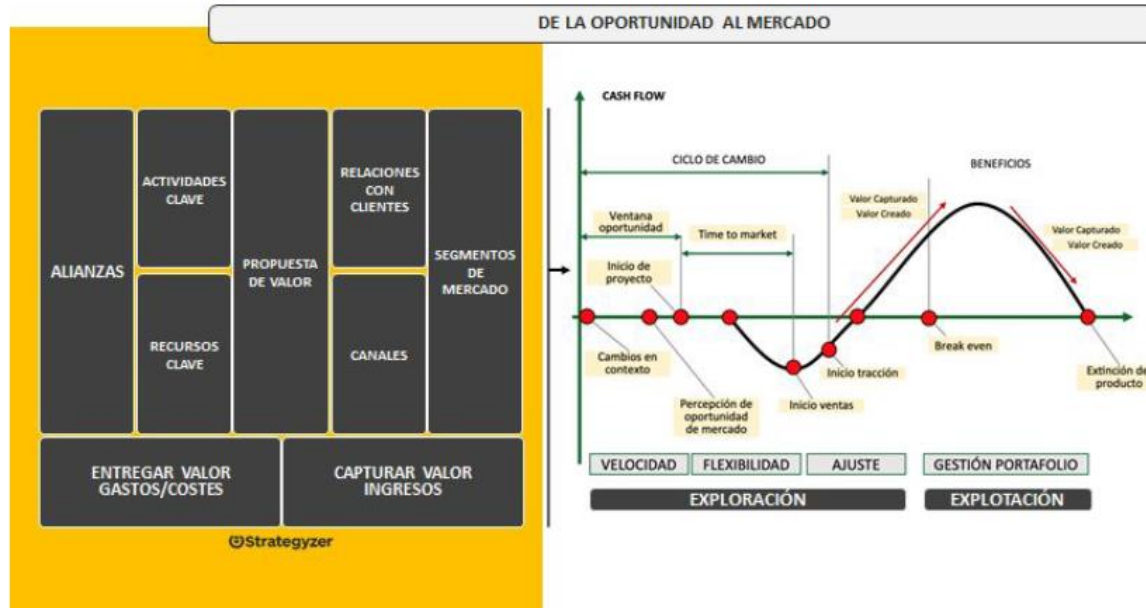 DE LA OPORTUNIDAD AL MERCADO
ALIANZAS
ACTIVIDADES
CLAVE
RECURSOS
CLAVE
PROPUESTA
DE VALOR
RELACIONES
CON
CLIENTES
CANALES
SEGMENTOS
DE
MERCADO
ENTREGAR VALOR
GASTOS/COSTES
CAPTURAR VALOR
INGRESOS
Strategyzer
CASH FLOW
CICLO DE CAMBIO
BENEFICIOS
Ventana
oportunidad
Time to market
Valor Capturado
Valor Creado
Valor Capturado
Valor Creado
Inicio de
proyecto
Cambios en
contexto
Percepción de
oportunidad
de mercado
Inicio ventas
Inicio tracción
Break even
Extinción de
producto
VELOCIDAD
FLEXIBILIDAD
AJUSTE
GESTIÓN PORTAFOLIO
EXPLORACIÓN
EXPLOTACIÓN